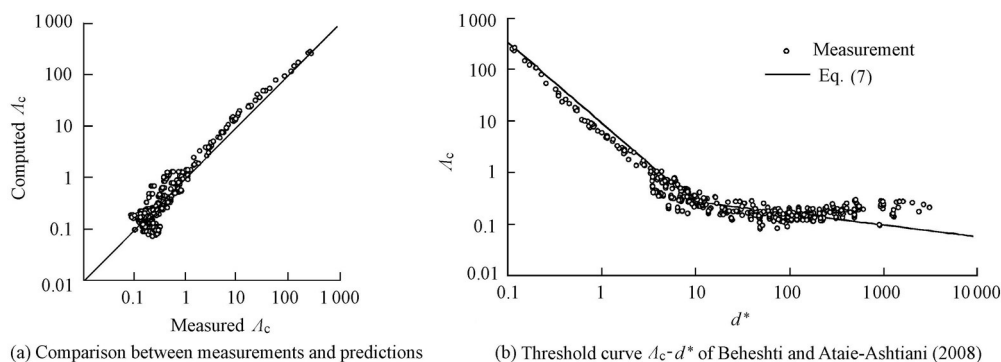 1 000
100
10
1
0.1
0.01
Computed Λc
0.1 1 10 100 1 000
Measured Λc
(a) Comparison between measurements and predictions
1 000
100
10
1
0.1
0.01
Λc
Measurement
Eq. (7)
0.1 1 10 100 1000 10 000
d*
(b) Threshold curve Λc-d* of Beheshti and Ataie-Ashtiani (2008)